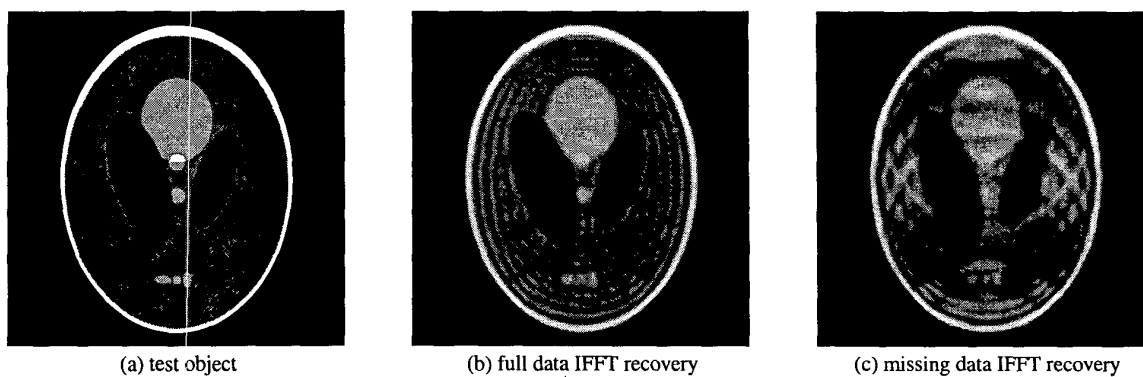 (a) test object
(b) full data IFFT recovery
(c) missing data IFFT recovery